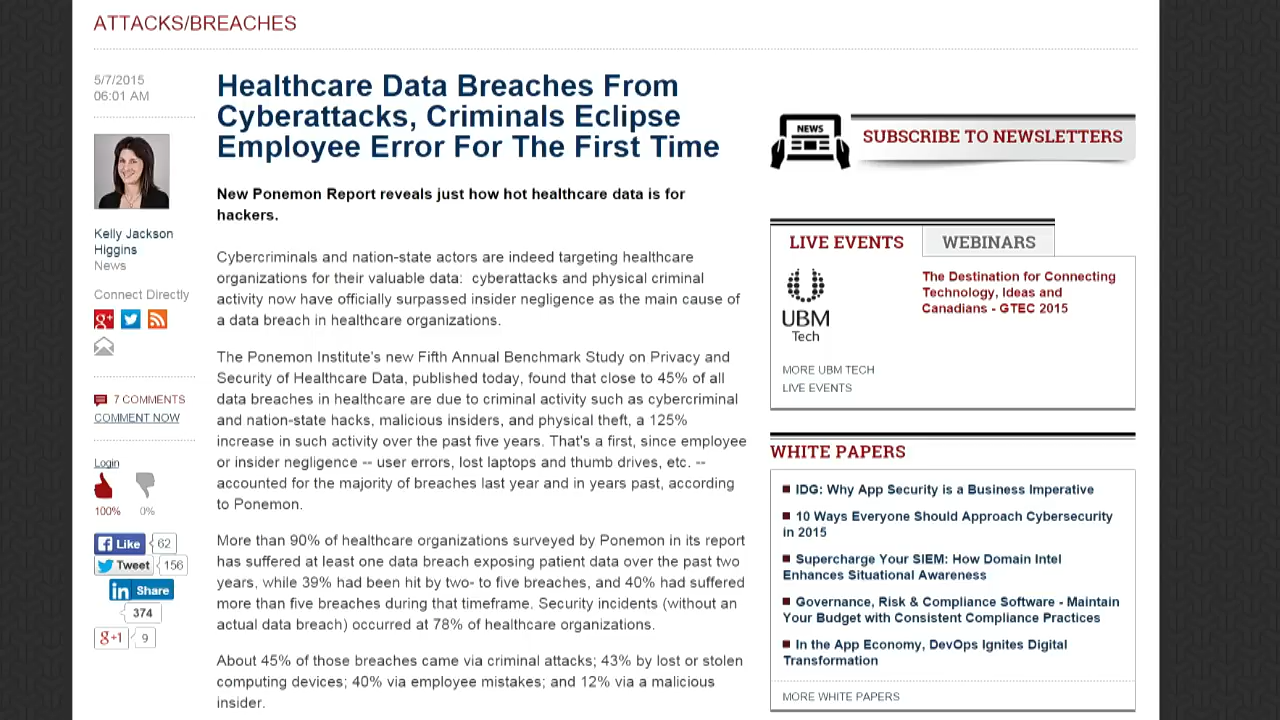 ATTACKS/BREACHES
5/7/2015
06:01 AM
Kelly Jackson
Higgins
News
Connect Directly
g+
7 COMMENTS
COMMENT NOW
Login
100% 0%
Like 62
Tweet 156
in Share
374
g+1 9
Healthcare Data Breaches From
Cyberattacks, Criminals Eclipse
Employee Error For The First Time
New Ponemon Report reveals just how hot healthcare data is for
hackers.
Cybercriminals and nation-state actors are indeed targeting healthcare
organizations for their valuable data: cyberattacks and physical criminal
activity now have officially surpassed insider negligence as the main cause of
a data breach in healthcare organizations.
The Ponemon Institute's new Fifth Annual Benchmark Study on Privacy and
Security of Healthcare Data, published today, found that close to 45% of all
data breaches in healthcare are due to criminal activity such as cybercriminal
and nation-state hacks, malicious insiders, and physical theft, a 125%
increase in such activity over the past five years. That's a first, since employee
or insider negligence -- user errors, lost laptops and thumb drives, etc. --
accounted for the majority of breaches last year and in years past, according
to Ponemon.
More than 90% of healthcare organizations surveyed by Ponemon in its report
has suffered at least one data breach exposing patient data over the past two
years, while 39% had been hit by two- to five breaches, and 40% had suffered
more than five breaches during that timeframe. Security incidents (without an
actual data breach) occurred at 78% of healthcare organizations.
About 45% of those breaches came via criminal attacks; 43% by lost or stolen
computing devices; 40% via employee mistakes; and 12% via a malicious
insider.
NEWS
SUBSCRIBE TO NEWSLETTERS
LIVE EVENTS WEBINARS
UBM
Tech
The Destination for Connecting
Technology, Ideas and
Canadians - GTEC 2015
MORE UBM TECH
LIVE EVENTS
WHITE PAPERS
IDG: Why App Security is a Business Imperative
10 Ways Everyone Should Approach Cybersecurity
in 2015
Supercharge Your SIEM: How Domain Intel
Enhances Situational Awareness
Governance, Risk & Compliance Software - Maintain
Your Budget with Consistent Compliance Practices
In the App Economy, DevOps Ignites Digital
Transformation
MORE WHITE PAPERS